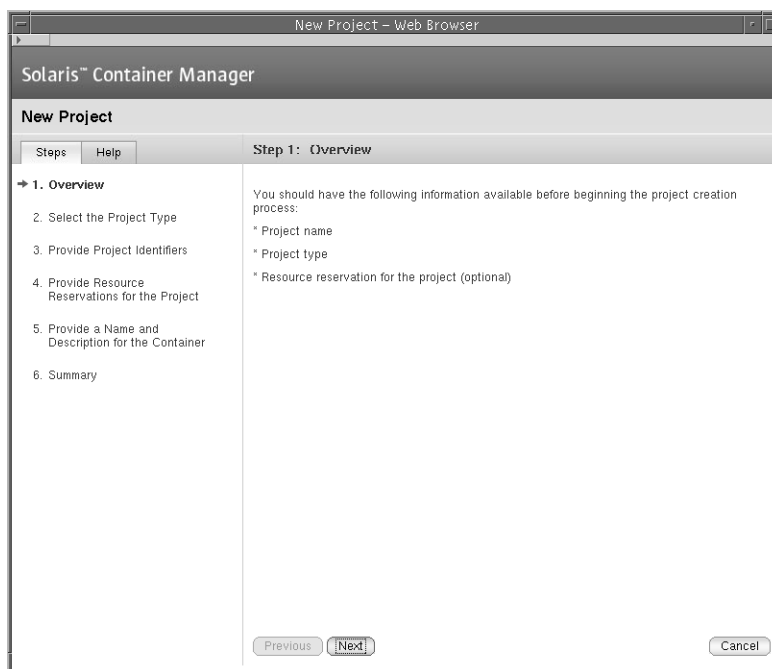 New Project – Web Browser
Solaris™ Container Manager
New Project
Steps Help
➔ 1. Overview
2. Select the Project Type
3. Provide Project Identifiers
4. Provide Resource
Reservations for the Project
5. Provide a Name and
Description for the Container
6. Summary
Step 1: Overview
You should have the following information available before beginning the project creation
process:
* Project name
* Project type
* Resource reservation for the project (optional)
Previous Next Cancel